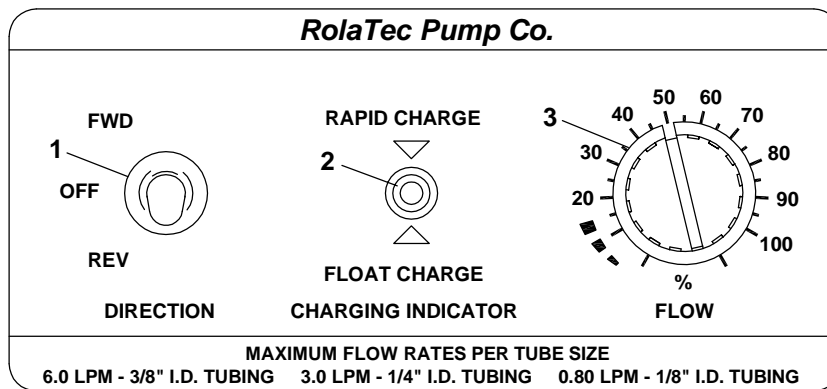 RolaTec Pump Co.
FWD
OFF
REV
1
DIRECTION
RAPID CHARGE
2
FLOAT CHARGE
CHARGING INDICATOR
3
20
30
40
50
60
70
80
90
100
%
FLOW
MAXIMUM FLOW RATES PER TUBE SIZE
6.0 LPM - 3/8" I.D. TUBING 3.0 LPM - 1/4" I.D. TUBING 0.80 LPM - 1/8" I.D. TUBING